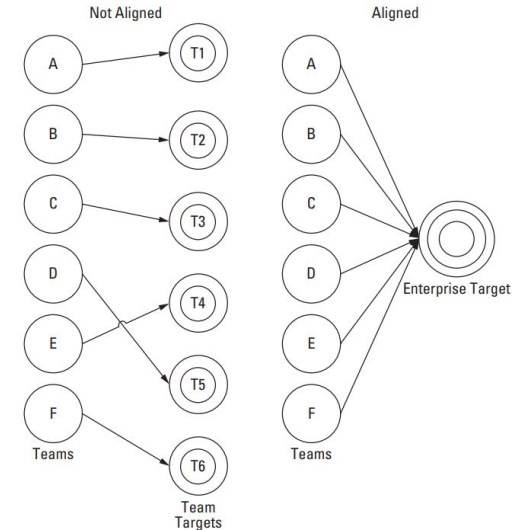 Not Aligned
A
B
C
D
E
F
Teams
T1
T2
T3
T4
T5
T6
Team
Targets
Aligned
A
B
C
D
E
F
Teams
Enterprise Target